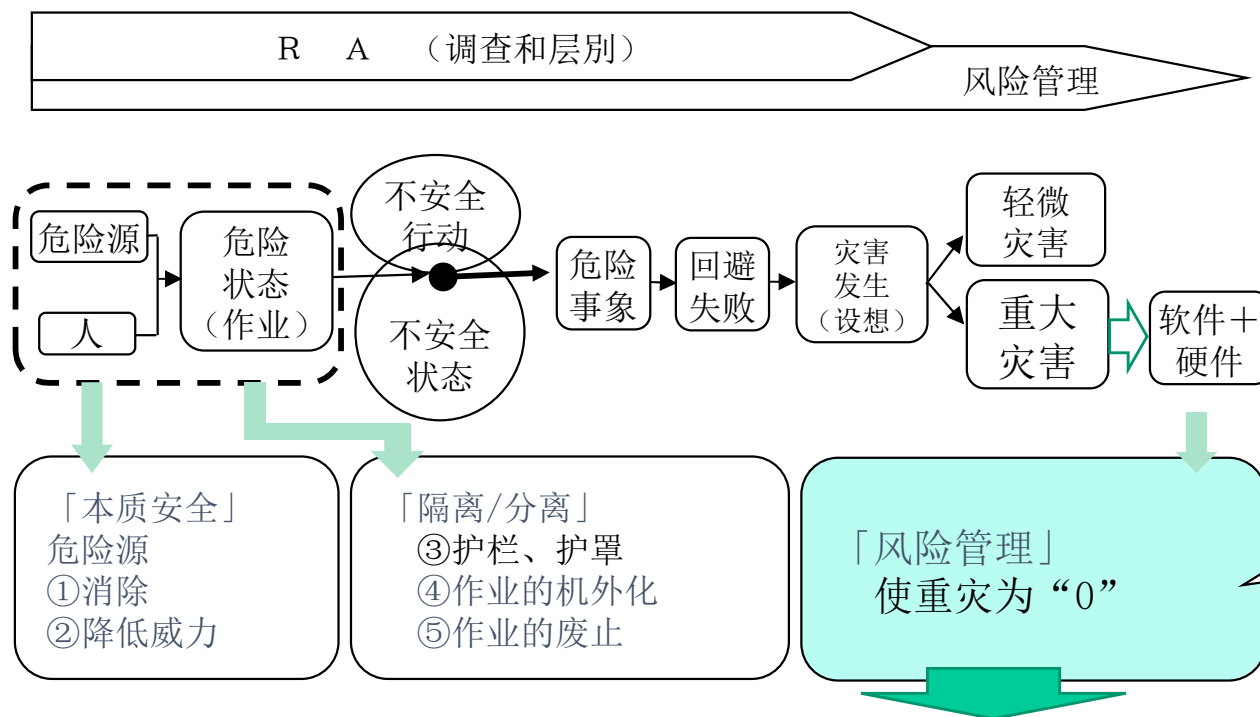 R A （调查和层別）
风险管理
危险源
人
危险
状态
（作业）
不安全
行动
不安全
状态
危险
事象
回避
失败
灾害
发生
（设想）
轻微
灾害
重大
灾害
软件＋
硬件
「本质安全」
危险源
①消除
②降低威力
「隔离/分离」
③护栏、护罩
④作业的机外化
⑤作业的废止
「风险管理」
使重灾为“0”